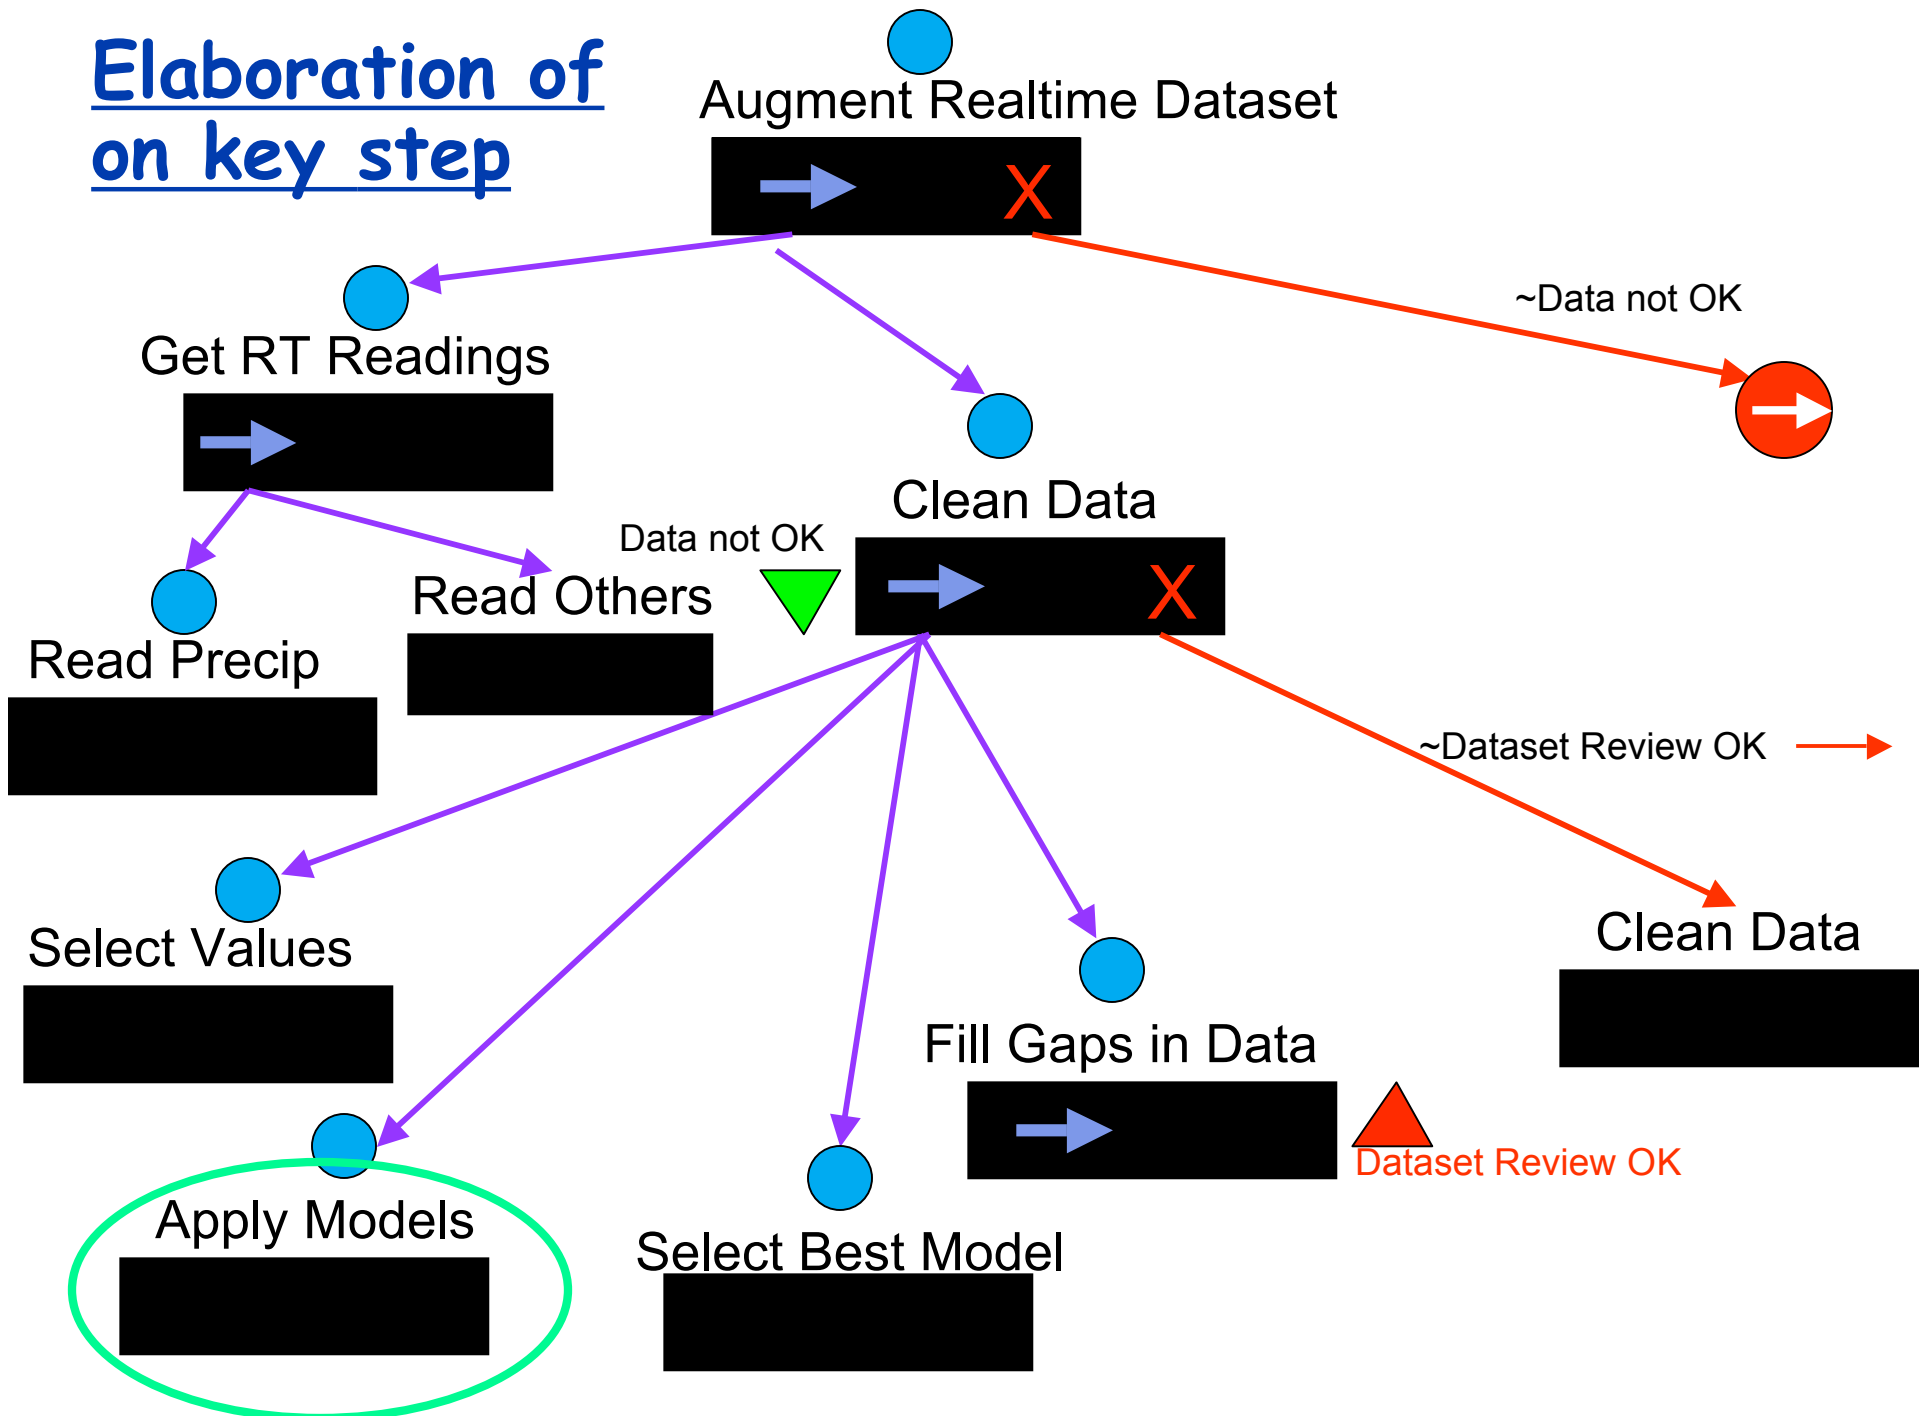 Elaboration of
on key step
Augment Realtime Dataset
X
~Data not OK
Get RT Readings
Clean Data
Data not OK
X
Read Others
Read Precip
~Dataset Review OK
Select Values
Clean Data
Fill Gaps in Data
Dataset Review OK
Apply Models
Select Best Model